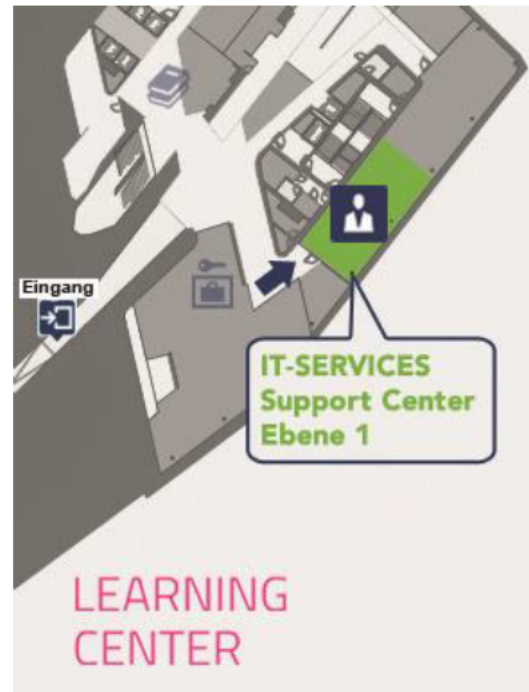 Eingang
IT-SERVICES
Support Center
Ebene 1
LEARNING
CENTER